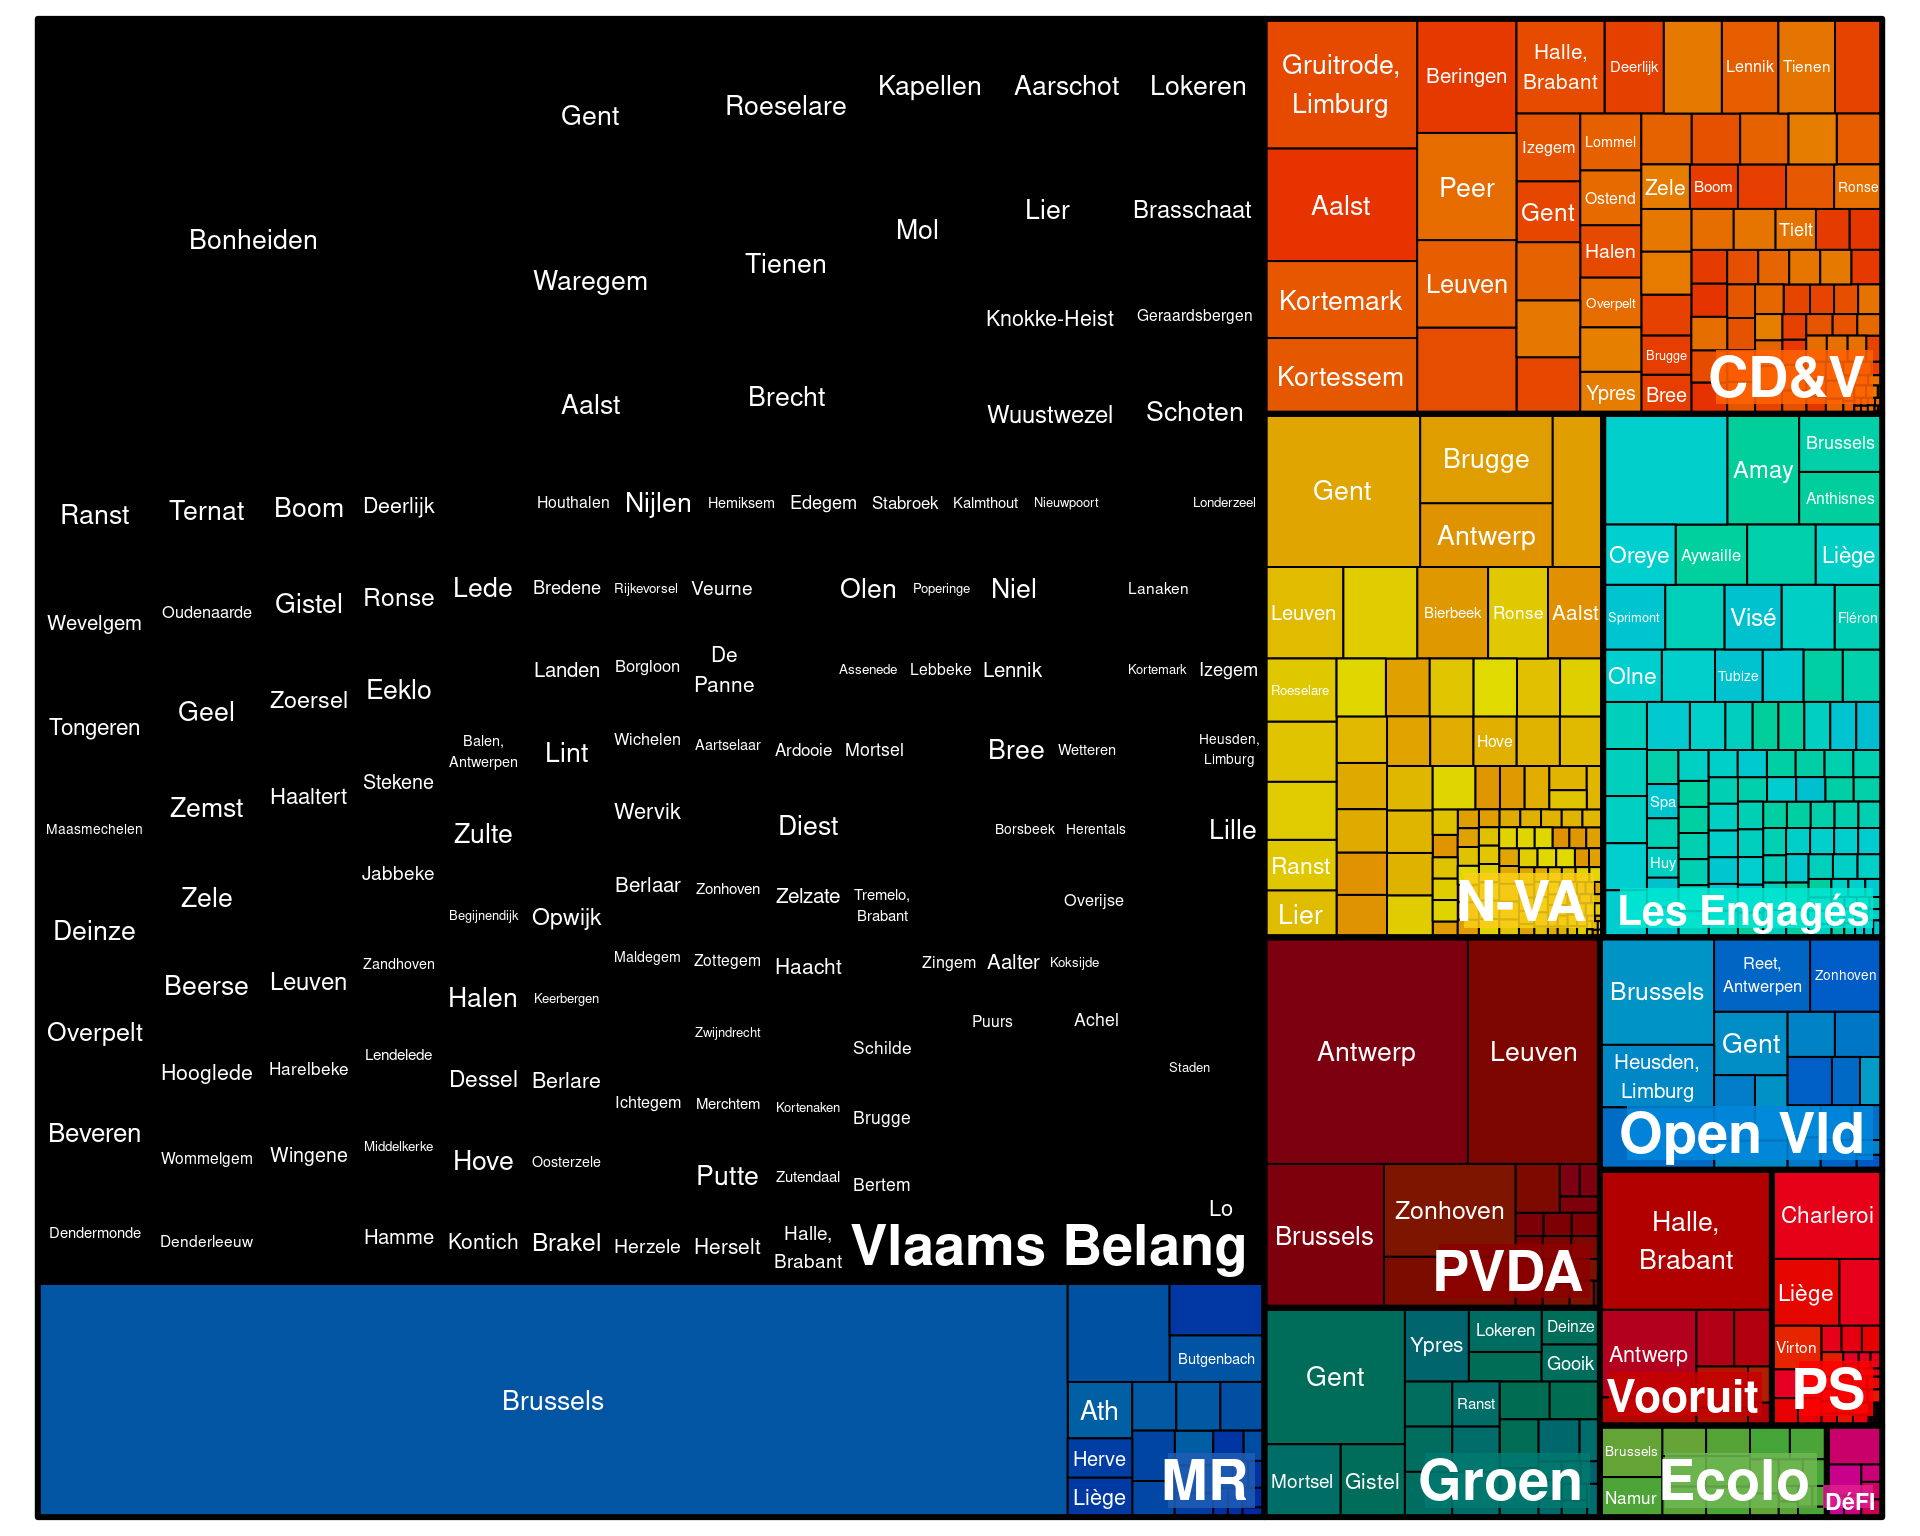 Bonheiden
Gent
Roeselare
Kapellen
Aarschot
Lokeren
Waregem
Tienen
Mol
Lier
Brasschaat
Knokke-Heist
Geraardsbergen
Aalst
Brecht
Wuustwezel
Schoten
Ranst
Ternat
Boom
Deerlijk
Houthalen
Nijlen
Hemiksem
Edegem
Stabroek
Kalmthout
Nieuwpoort
Londerzeel
Wevelgem
Oudenaarde
Gistel
Ronse
Lede
Bredene
Rijkevorsel
Veurne
Olen
Poperinge
Niel
Lanaken
Tongeren
Geel
Zoersel
Eeklo
Landen
Borgloon
De
Panne
Assenede
Lebbeke
Lennik
Kortemark
Izegem
Balen,
Antwerpen
Lint
Wichelen
Aartselaar
Ardooie
Mortsel
Bree
Wetteren
Heusden,
Limburg
Maasmechelen
Zemst
Haaltert
Stekene
Zulte
Wervik
Diest
Borsbeek
Herentals
Lille
Deinze
Zele
Jabbeke
Begijnendijk
Opwijk
Berlaar
Zonhoven
Zelzate
Tremelo,
Brabant
Overijse
Overpelt
Beerse
Leuven
Zandhoven
Halen
Keerbergen
Maldegem
Zottegem
Haacht
Zingem
Aalter
Koksijde
Zwijndrecht
Schilde
Puurs
Achel
Staden
Beveren
Hooglede
Harelbeke
Lendelede
Dessel
Berlare
Ichtegem
Merchtem
Kortenaken
Brugge
Wommelgem
Wingene
Middelkerke
Hove
Oosterzele
Putte
Zutendaal
Bertem
Lo
Dendermonde
Denderleeuw
Hamme
Kontich
Brakel
Herzele
Herselt
Halle,
Brabant
Vlaams Belang
Brussels
Butgenbach
Ath
Herve
Liège
MR
Gruitrode,
Limburg
Beringen
Halle,
Brabant
Deerlijk
Lennik
Tienen
Aalst
Peer
Izegem
Lommel
Gent
Ostend
Zele
Boom
Ronse
Tielt
Kortemark
Leuven
Halen
Overpelt
Kortessem
Brugge
Ypres
Bree
CD&V
Gent
Brugge
Antwerp
Leuven
Bierbeek
Ronse
Aalst
Roeselare
Hove
Ranst
Lier
N-VA
Amay
Brussels
Anthisnes
Oreye
Aywaille
Liège
Sprimont
Visé
Fléron
Olne
Tubize
Spa
Huy
Les Engagés
Antwerp
Leuven
Brussels
Zonhoven
PVDA
Brussels
Reet,
Antwerpen
Zonhoven
Gent
Heusden,
Limburg
Open Vld
Halle,
Brabant
Antwerp
Vooruit
Charleroi
Liège
Virton
PS
Gent
Ypres
Lokeren
Deinze
Gooik
Ranst
Mortsel
Gistel
Groen
Brussels
Namur
Ecolo
DéFI